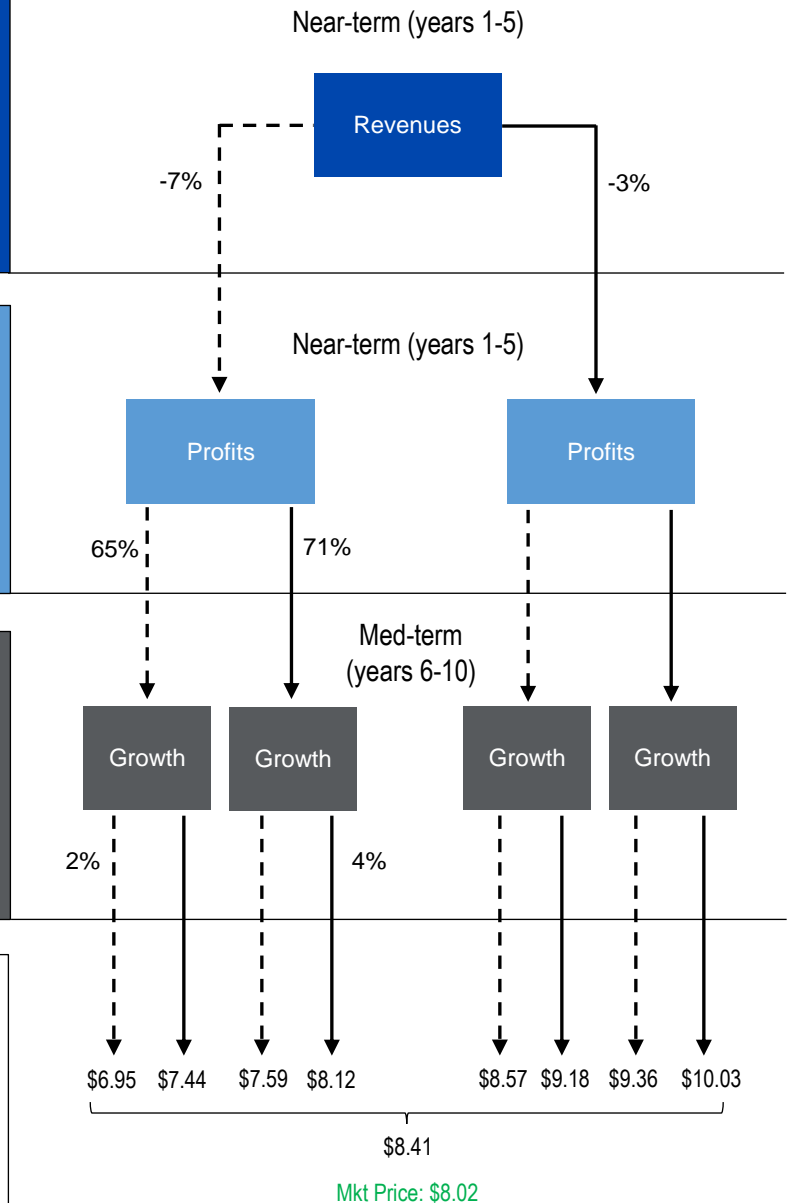 Near-term (years 1-5)
Revenues
-7%
-3%
Near-term (years 1-5)
Profits
Profits
65%
71%
Med-term
(years 6-10)
Growth
Growth
Growth
Growth
2%
4%
$6.95
$7.44
$7.59
$8.12
$8.57
$9.18
$9.36
$10.03
$8.41
Mkt Price: $8.02